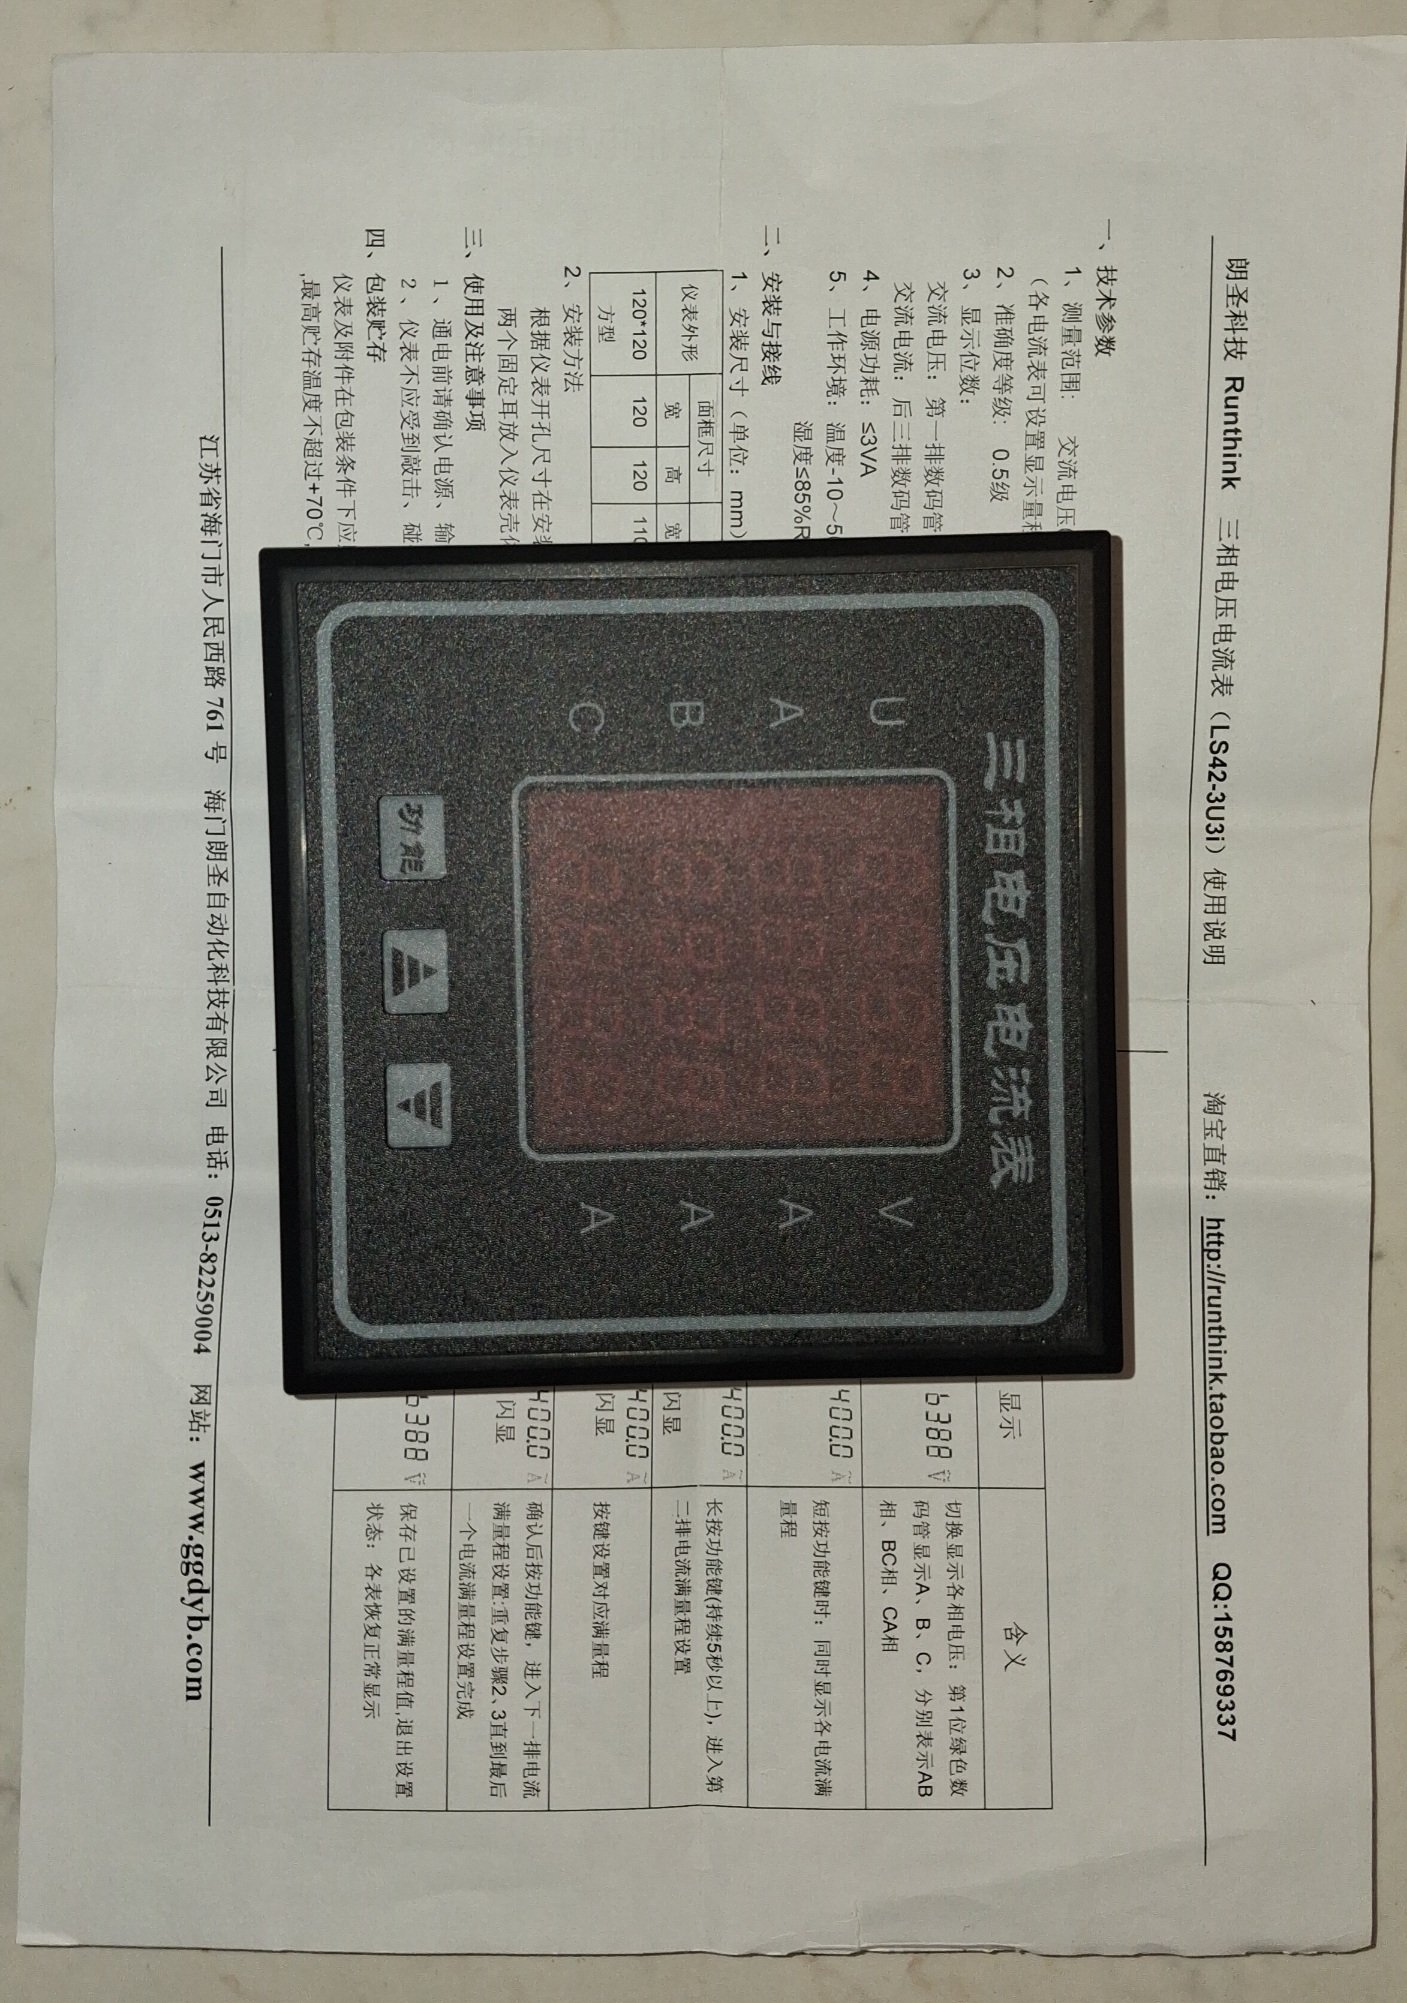 朗圣科技 Runthink 三相电压电流表（LS42-3U3i）使用说明 淘宝直销：http://runthink.taobao.com QQ:158769337
一、技术参数
1、测量范围： 交流电压
（各电流表可设置显示量程
2、准确度等级： 0.5级
3、显示位数：
交流电压：第一排数码管
交流电流：后三排数码管
4、电源功耗：≤3VA
5、工作环境：温度-10～5
湿度≤85%R
二、安装与接线
1、安装尺寸（单位：mm）
仪表外形 面框尺寸
宽 高 宽
120*120 120 120 110
方型
2、安装方法
根据仪表开孔尺寸在安装
两个固定耳放入仪表壳体
三、使用及注意事项
1、通电前请确认电源、输
2、仪表不应受到敲击、碰
四、包装贮存
仪表及附件在包装条件下应
,最高贮存温度不超过+70℃,
三相电压电流表
U V
A A
B A
C A
功能
显示 含义
b388 V 切换显示各相电压：第1位绿色数
码管显示A、B、C，分别表示AB
相、BC相、CA相
400.0 A 短按功能键时：同时显示各电流满
量程
400.0 A 长按功能键(持续5秒以上)，进入第
闪显 二排电流满量程设置
400.0 A 按键设置对应满量程
闪显
400.0 A 确认后按功能键，进入下一排电流
闪显 满量程设置:重复步骤2、3直到最后
一个电流满量程设置完成
b388 V 保存已设置的满量程值,退出设置
状态：各表恢复正常显示
江苏省海门市人民西路 761 号 海门朗圣自动化科技有限公司 电话：0513-82259004 网站：www.ggdyb.com